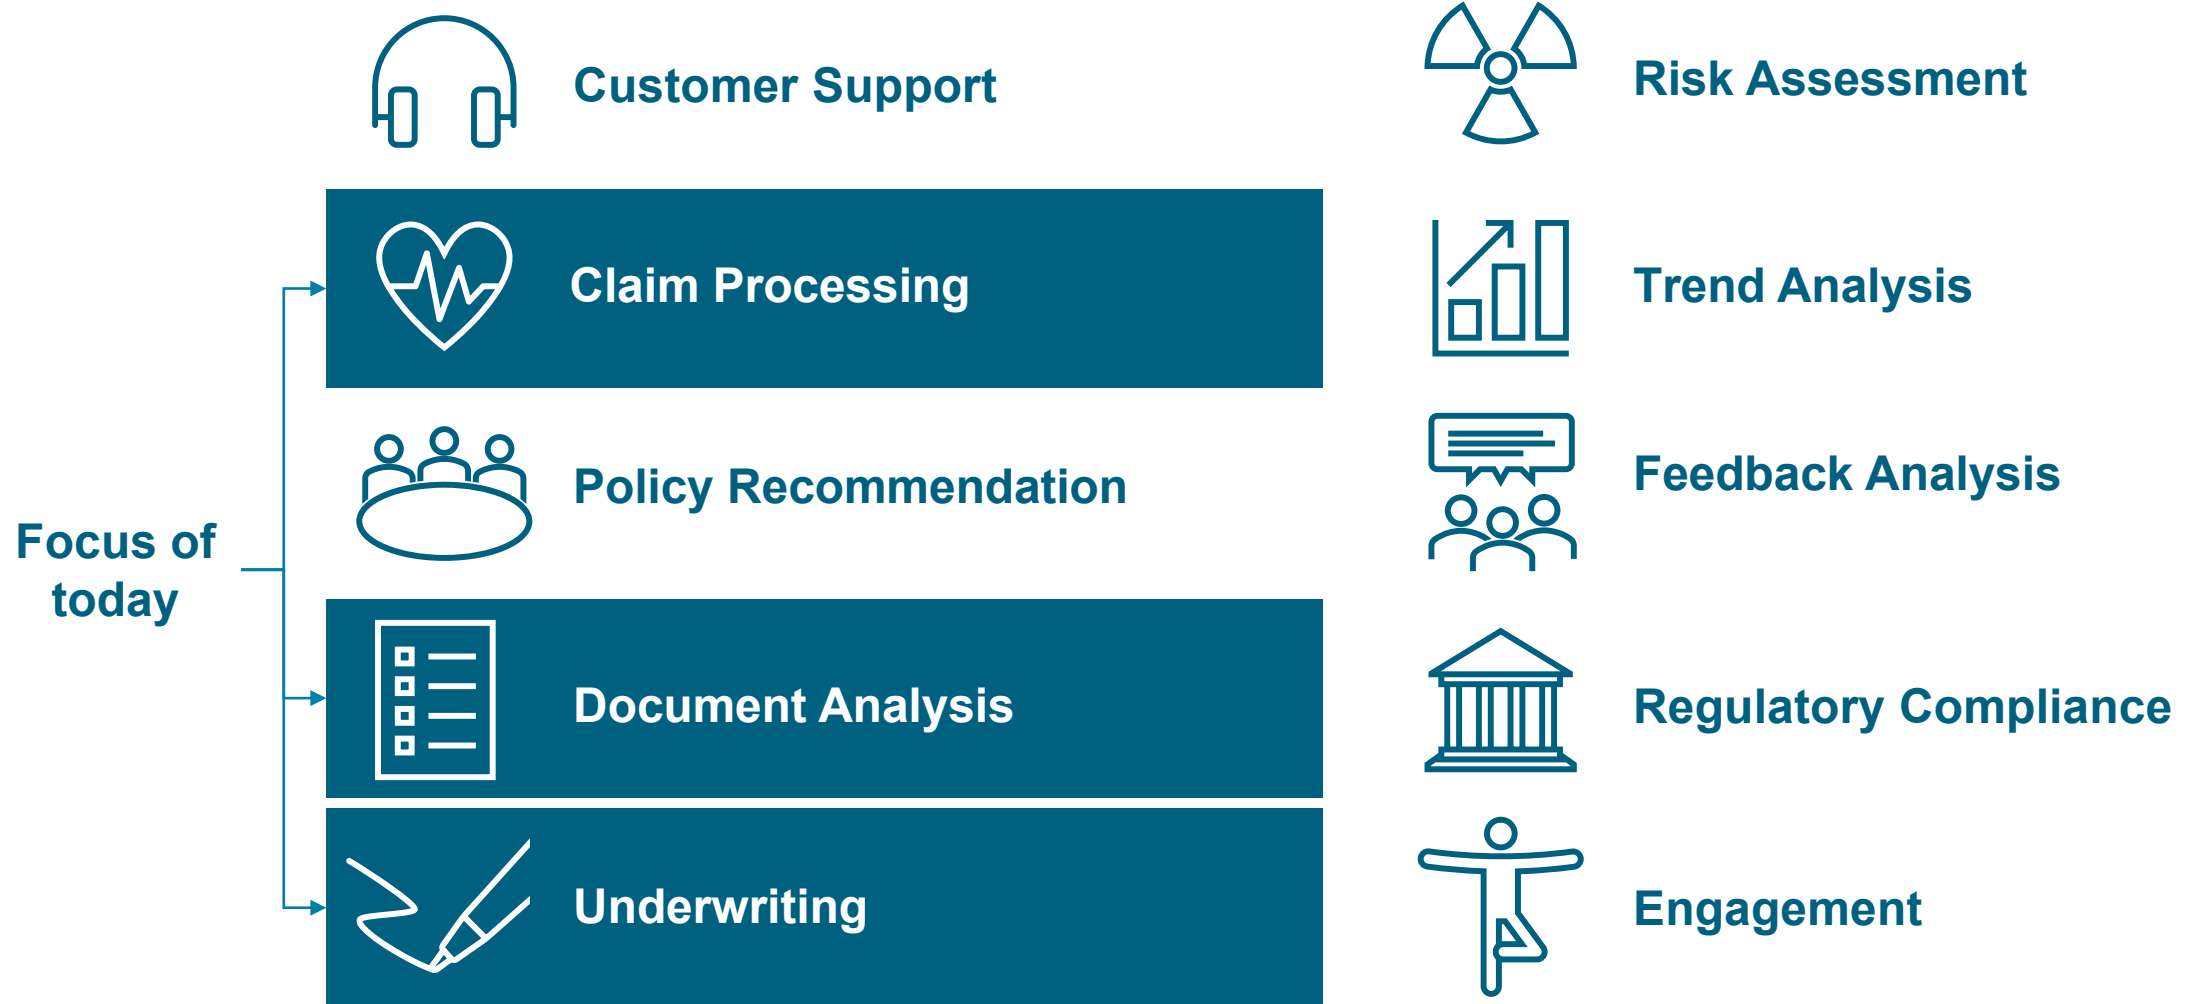 Focus of
today
Customer Support
Claim Processing
Policy Recommendation
Document Analysis
Underwriting
Risk Assessment
Trend Analysis
Feedback Analysis
Regulatory Compliance
Engagement